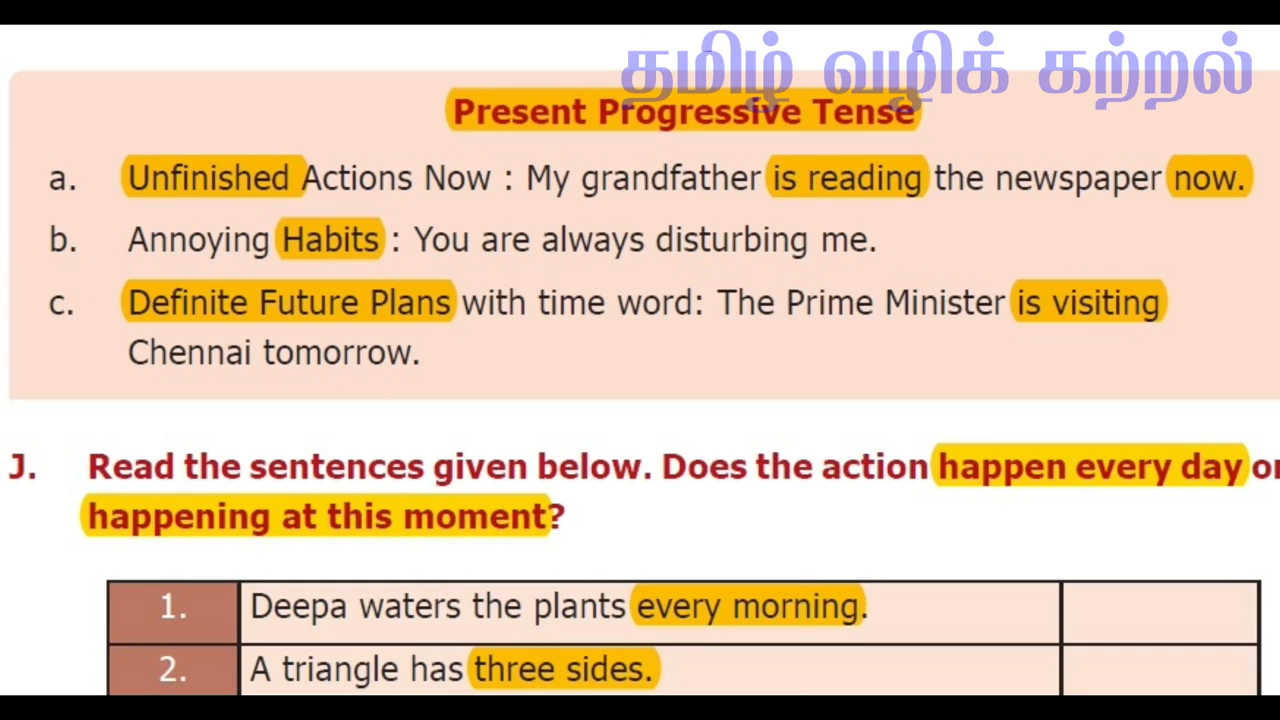 தமிழ் வழிக் கற்றல்
Present Progressive Tense
a. Unfinished Actions Now : My grandfather is reading the newspaper now.
b. Annoying Habits : You are always disturbing me.
c. Definite Future Plans with time word: The Prime Minister is visiting
Chennai tomorrow.
J. Read the sentences given below. Does the action happen every day or
happening at this moment?
1. Deepa waters the plants every morning.
2. A triangle has three sides.